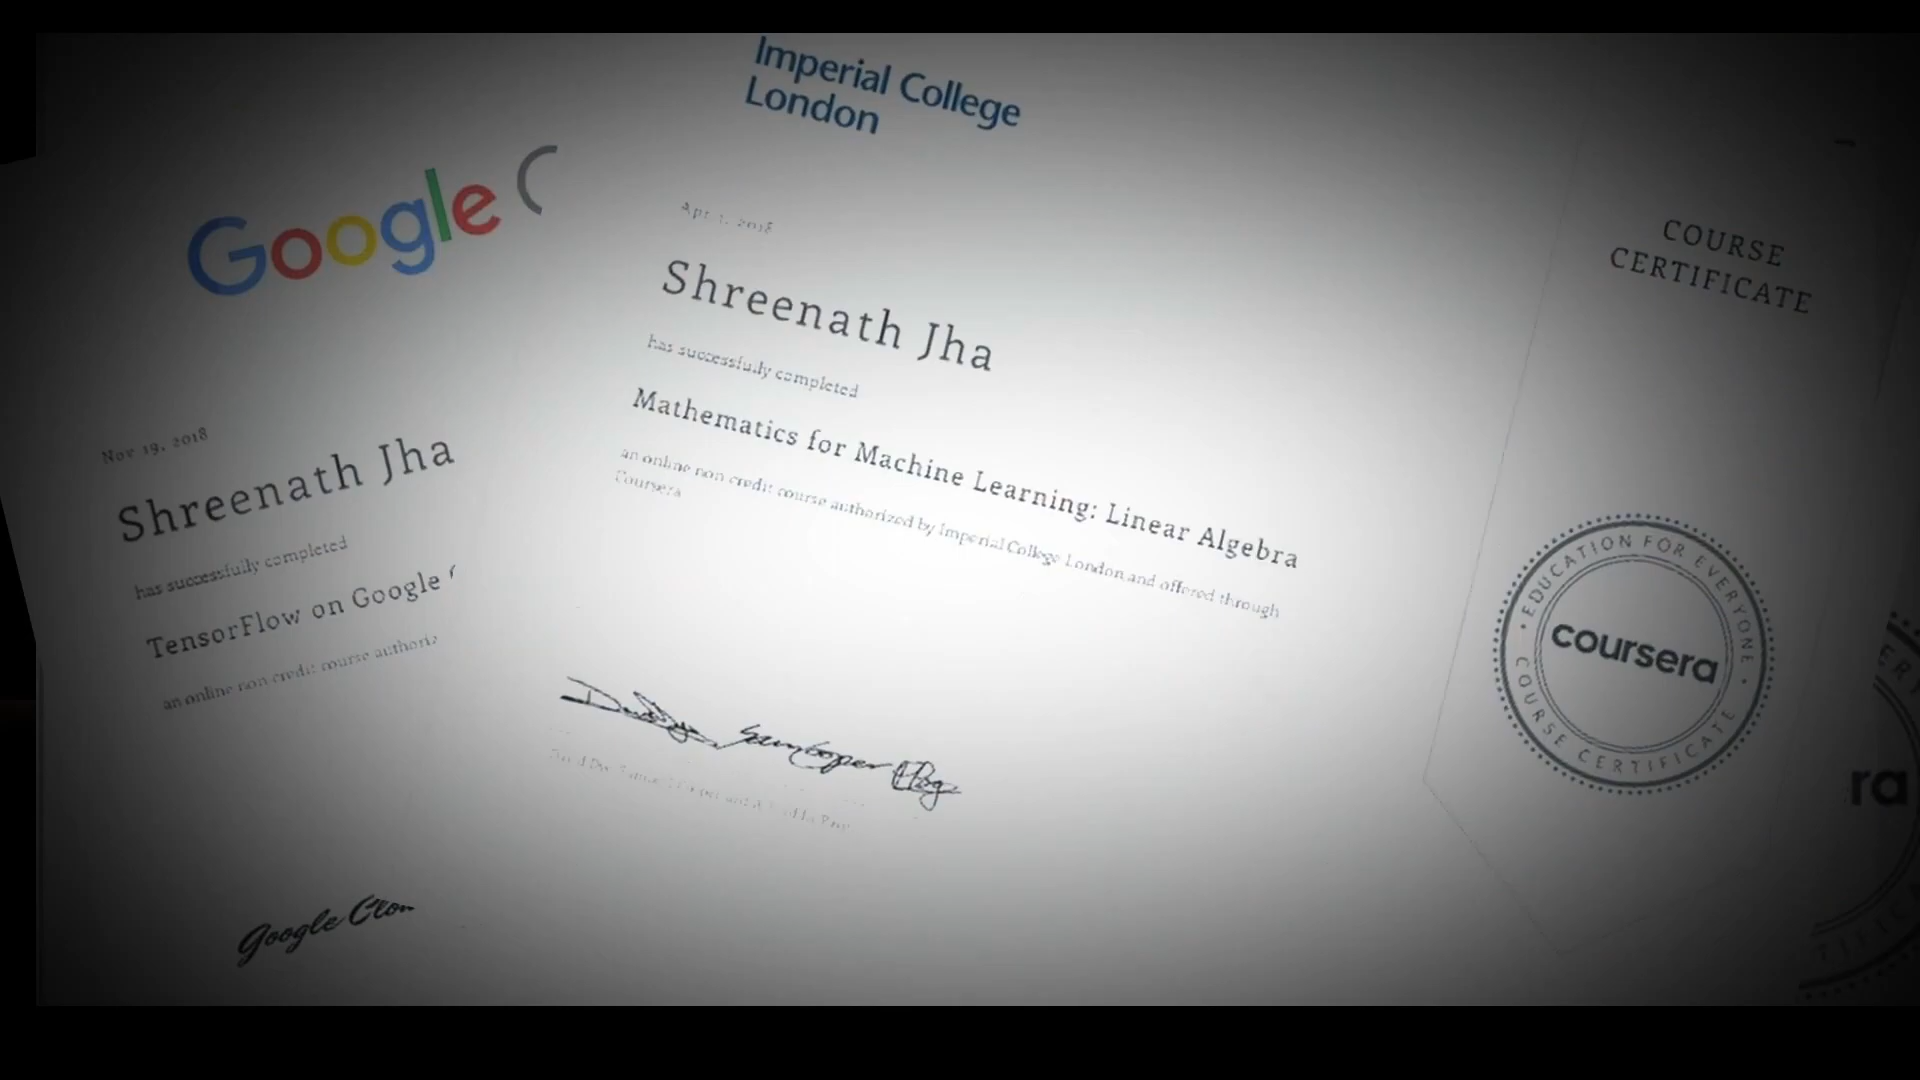 Google
Nov 19, 2018
Shreenath Jha
has successfully completed
TensorFlow on Google
an online non credit course
Google
Imperial College
London
Apr 1, 2018
Shreenath Jha
has successfully completed
Mathematics for Machine Learning: Linear Algebra
an online non credit course authorized by Imperial College London and offered through
Coursera
COURSE
CERTIFICATE
EDUCATION FOR EVERYONE
coursera
COURSE CERTIFICATE
ra